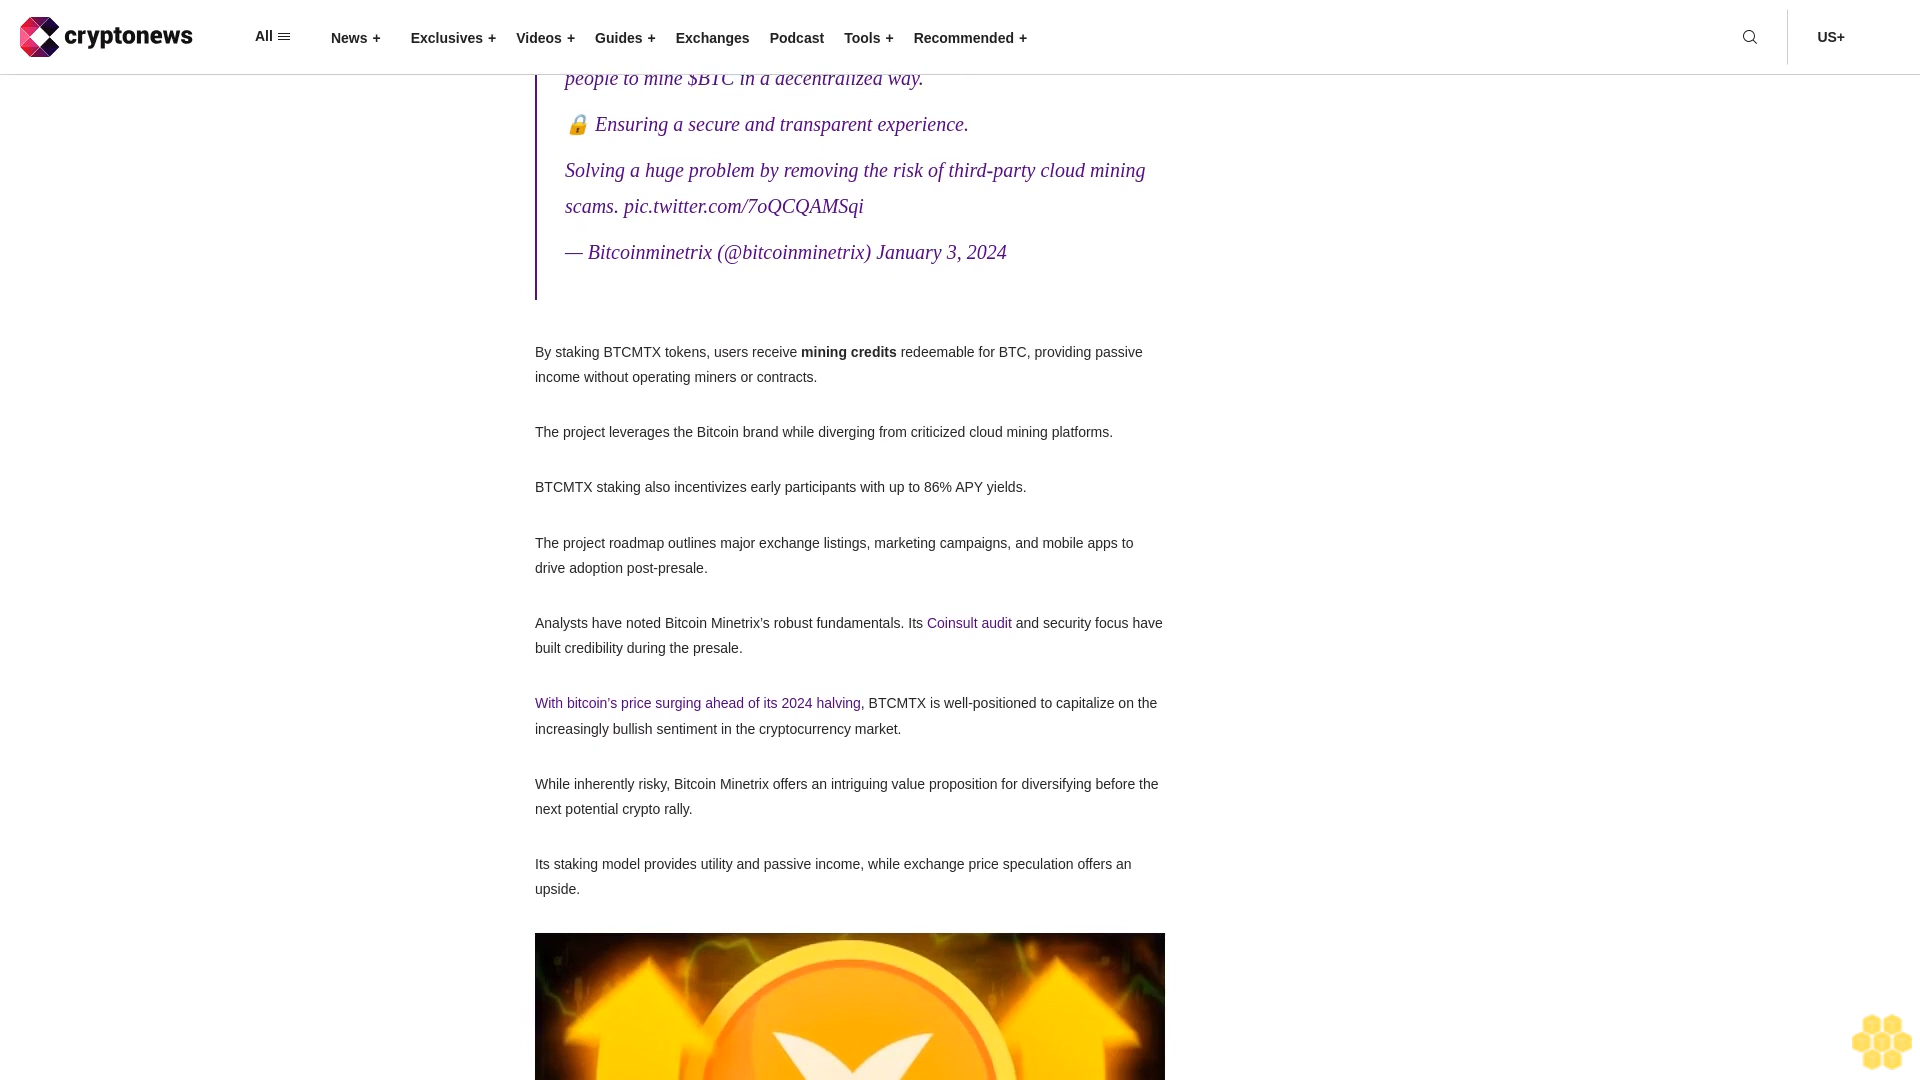 cryptonews All News + Exclusives + Videos + Guides + Exchanges Podcast Tools + Recommended + US+
people to mine $BTC in a decentralized way.
🔒 Ensuring a secure and transparent experience.
Solving a huge problem by removing the risk of third-party cloud mining
scams. pic.twitter.com/7oQCQAMSqi
— Bitcoinminetrix (@bitcoinminetrix) January 3, 2024
By staking BTCMTX tokens, users receive mining credits redeemable for BTC, providing passive
income without operating miners or contracts.
The project leverages the Bitcoin brand while diverging from criticized cloud mining platforms.
BTCMTX staking also incentivizes early participants with up to 86% APY yields.
The project roadmap outlines major exchange listings, marketing campaigns, and mobile apps to
drive adoption post-presale.
Analysts have noted Bitcoin Minetrix’s robust fundamentals. Its Coinsult audit and security focus have
built credibility during the presale.
With bitcoin’s price surging ahead of its 2024 halving, BTCMTX is well-positioned to capitalize on the
increasingly bullish sentiment in the cryptocurrency market.
While inherently risky, Bitcoin Minetrix offers an intriguing value proposition for diversifying before the
next potential crypto rally.
Its staking model provides utility and passive income, while exchange price speculation offers an
upside.